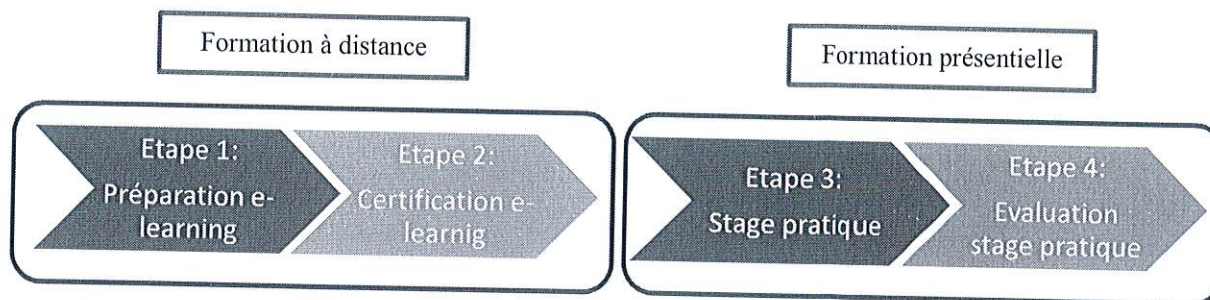 Formation à distance
Formation présentielle
Etape 1:
Préparation e-
learning
Etape 2:
Certification e-
learnig
Etape 3:
Stage pratique
Etape 4:
Evaluation
stage pratique